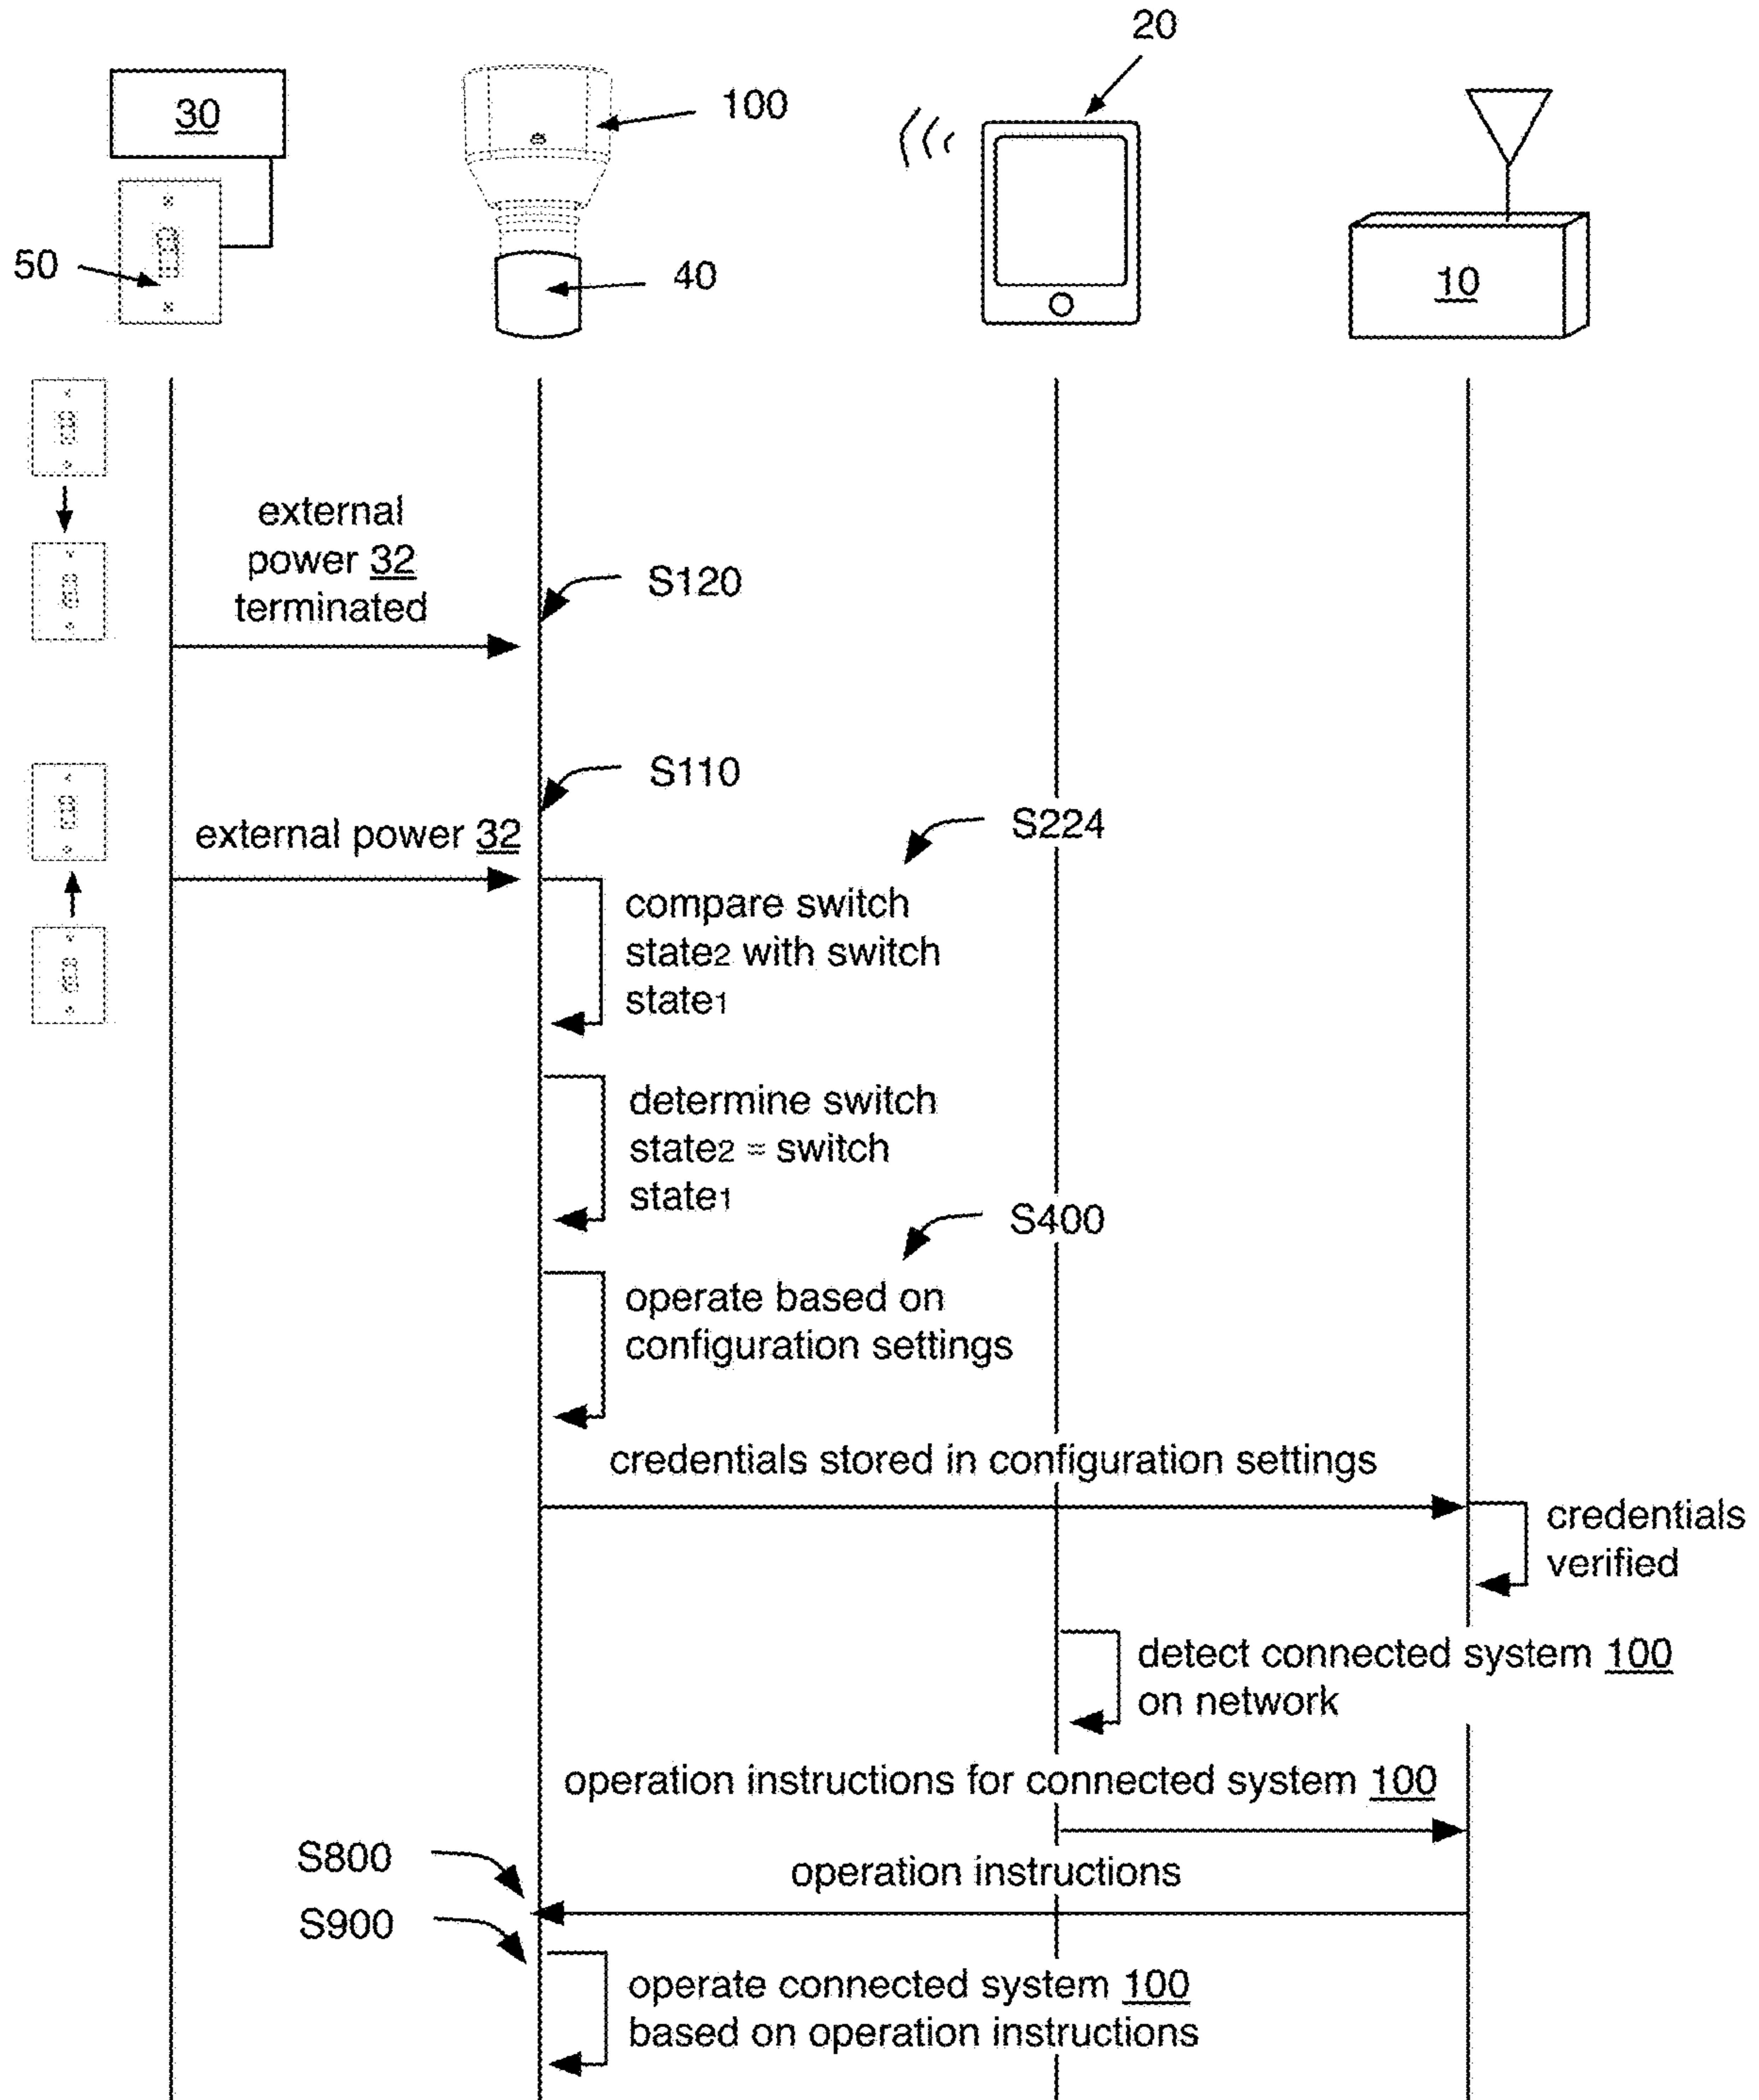 20
30
100
50
40
10
external
power 32
terminated
S120
S110
external power 32
S224
compare switch
state2 with switch
state1
determine switch
state2 = switch
state1
S400
operate based on
configuration settings
credentials stored in configuration settings
credentials
verified
detect connected system 100
on network
operation instructions for connected system 100
S800
operation instructions
S900
operate connected system 100
based on operation instructions